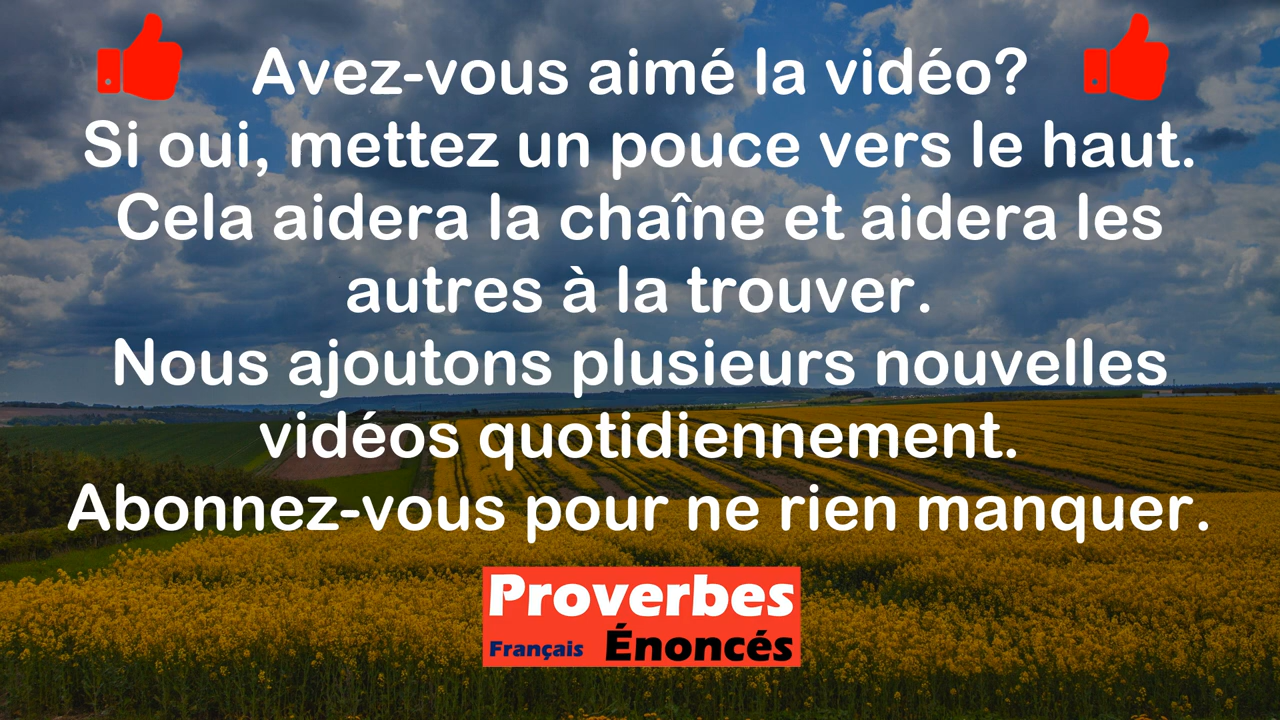 Avez-vous aimé la vidéo?
Si oui, mettez un pouce vers le haut.
Cela aidera la chaîne et aidera les
autres à la trouver.
Nous ajoutons plusieurs nouvelles
vidéos quotidiennement.
Abonnez-vous pour ne rien manquer.
Proverbes
Français Énoncés